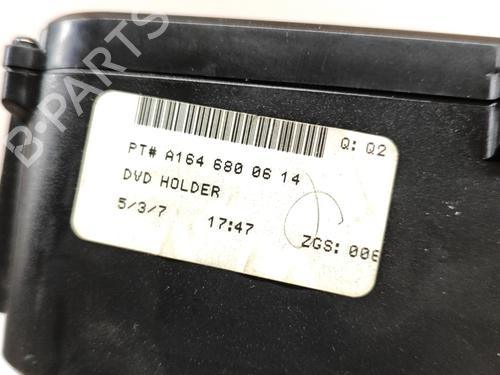 B-PARTS
Q: Q2
PT# A164 680 06 14
DVD HOLDER
5/3/7 17:47 ZGS: 006